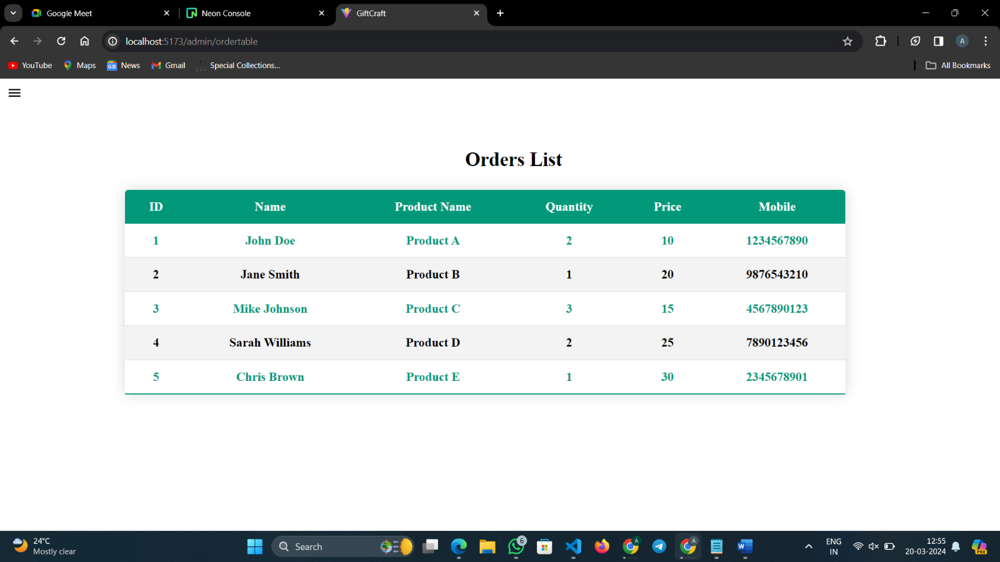 Google Meet
Neon Console
GiftCraft
localhost:5173/admin/ordertable
A
YouTube
Maps
News
Gmail
Special Collections...
All Bookmarks
Orders List
ID Name Product Name Quantity Price Mobile
1 John Doe Product A 2 10 1234567890
2 Jane Smith Product B 1 20 9876543210
3 Mike Johnson Product C 3 15 4567890123
4 Sarah Williams Product D 2 25 7890123456
5 Chris Brown Product E 1 30 2345678901
24°C
Mostly clear
Search
6
A
A
W
ENG
IN
12:55
20-03-2024
PRE